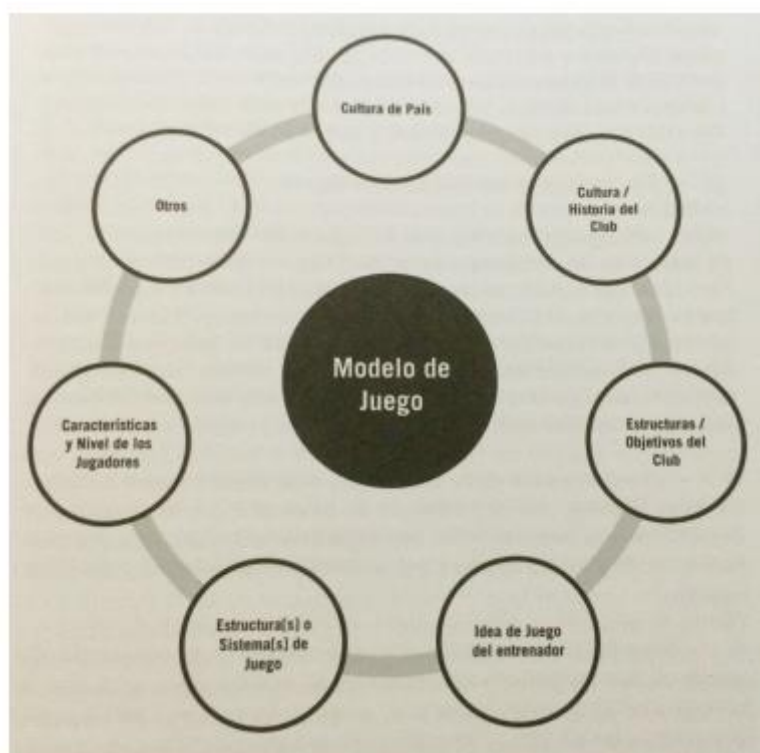 Cultura de País
Cultura /
Historia del
Club
Estructuras /
Objetivos del
Club
Idea de Juego
del entrenador
Estructura(s) o
Sistema(s) de
Juego
Características
y Nivel de los
Jugadores
Otros
Modelo de
Juego